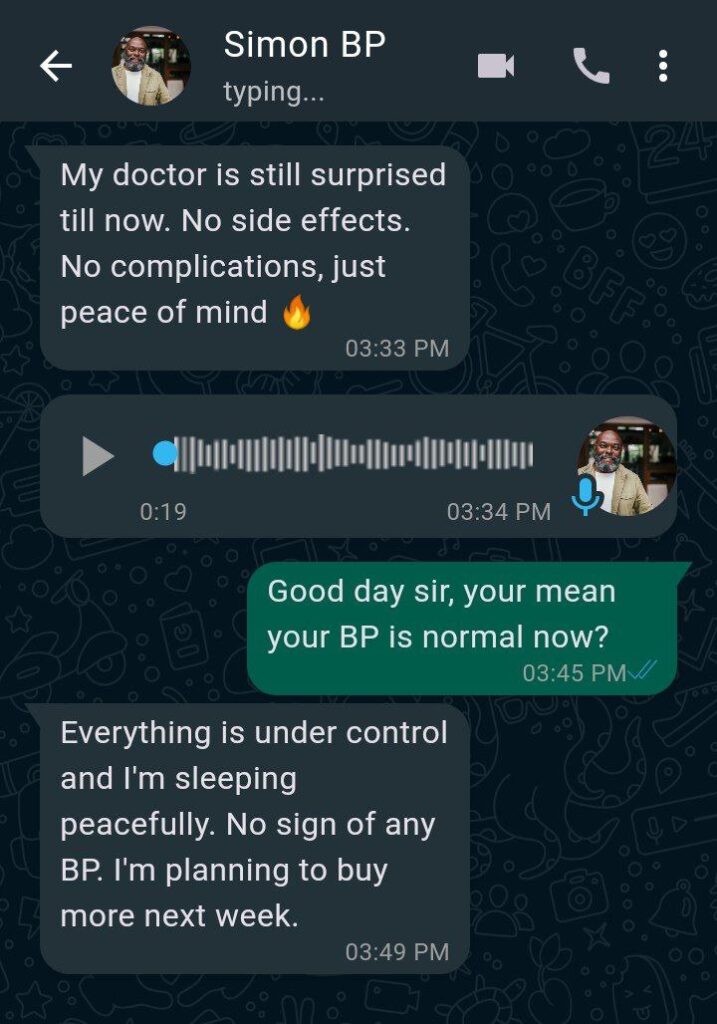 Simon BP
typing...
My doctor is still surprised
till now. No side effects.
No complications, just
peace of mind 🔥
03:33 PM
0:19
03:34 PM
Good day sir, your mean
your BP is normal now?
03:45 PM
Everything is under control
and I'm sleeping
peacefully. No sign of any
BP. I'm planning to buy
more next week.
03:49 PM